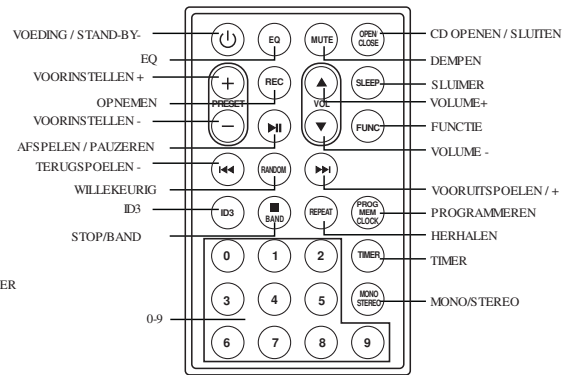 VOEDING / STAND-BY-
EQ
VOORINSTELLEN +
OPNEMEN
VOORINSTELLEN -
AFSPELEN / PAUZEREN
TERUGSPOELEN -
WILLEKEURIG
ID3
STOP/BAND
ER
0-9
EQ
MUTE
OPEN/
CLOSE
PRESET
REC
VOL
SLEEP
FUNC
RANDOM
ID3
BAND
REPEAT
PROG
MEM
CLOCK
0
1
2
TIMER
3
4
5
MONO
STEREO
6
7
8
9
CD OPENEN / SLUITEN
DEMPEN
SLUIMER
VOLUME+
FUNCTIE
VOLUME -
VOORUITSPOELEN / +
PROGRAMMEREN
HERHALEN
TIMER
MONO/STEREO